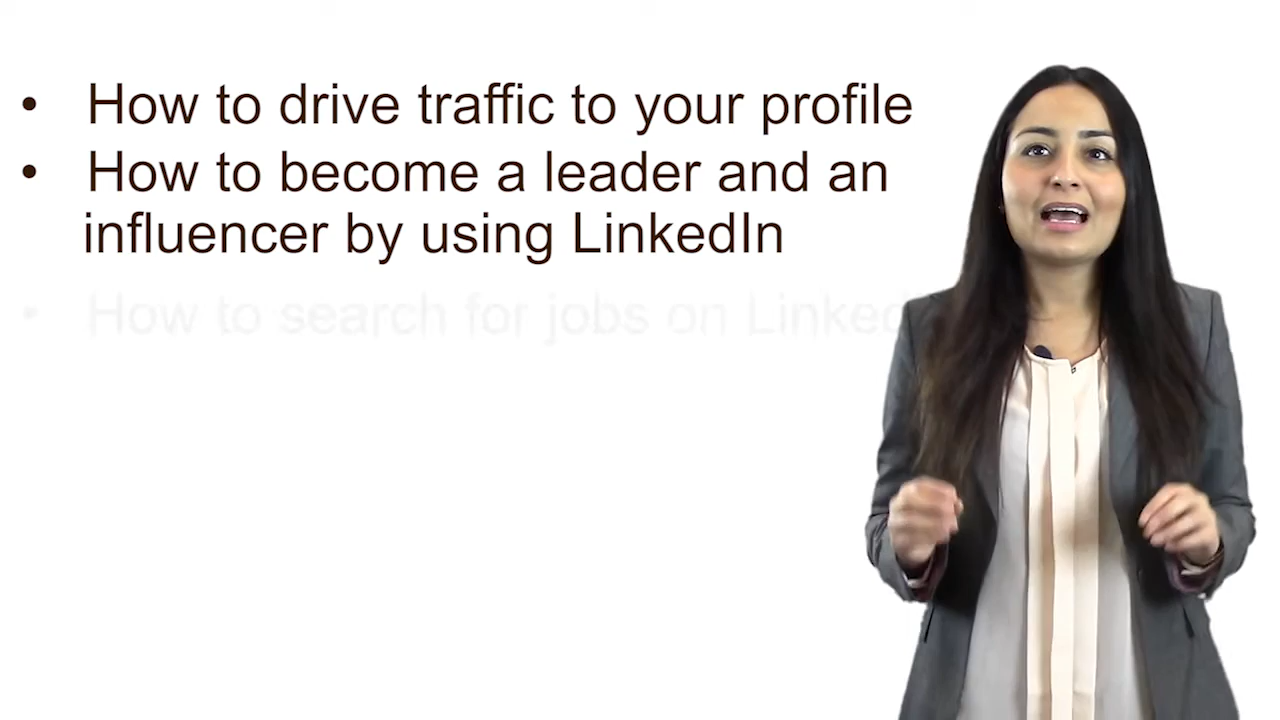 • How to drive traffic to your profile
• How to become a leader and an
influencer by using LinkedIn
• How to search for jobs on